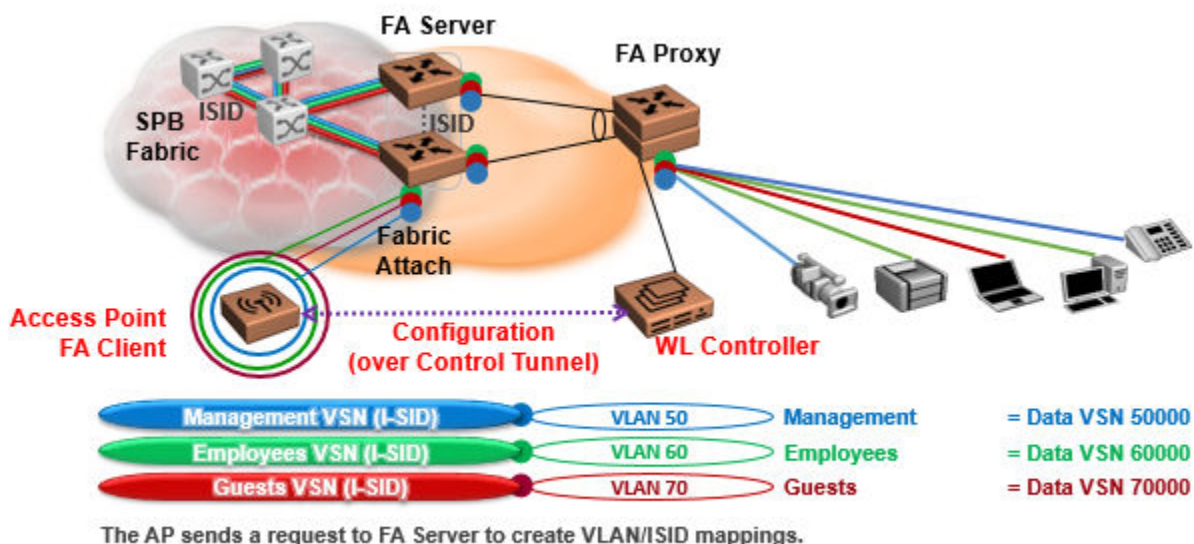 FA Server
FA Proxy
ISID
SPB
Fabric
ISID
Fabric
Attach
Access Point
FA Client
Configuration
(over Control Tunnel)
WL Controller
Management VSN (I-SID) VLAN 50 Management = Data VSN 50000
Employees VSN (I-SID) VLAN 60 Employees = Data VSN 60000
Guests VSN (I-SID) VLAN 70 Guests = Data VSN 70000
The AP sends a request to FA Server to create VLAN/ISID mappings.